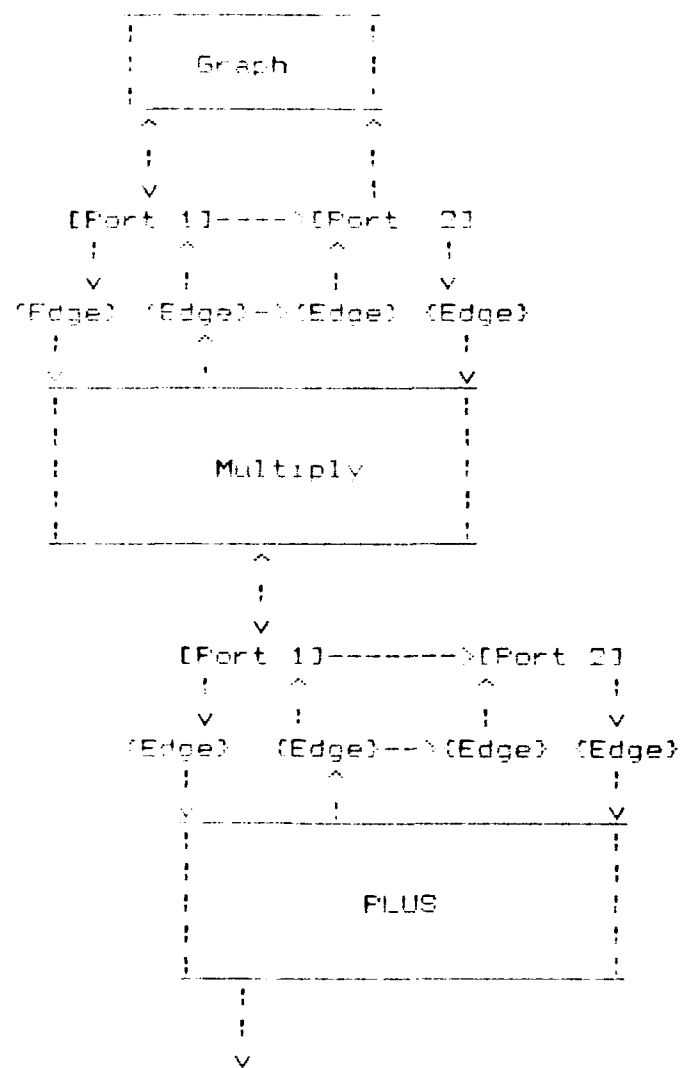 Graph
[Port 1]---->[Port 2]
{Edge} {Edge}->{Edge} {Edge}
Multiply
[Port 1]------->[Port 2]
{Edge} {Edge}-->{Edge} {Edge}
PLUS